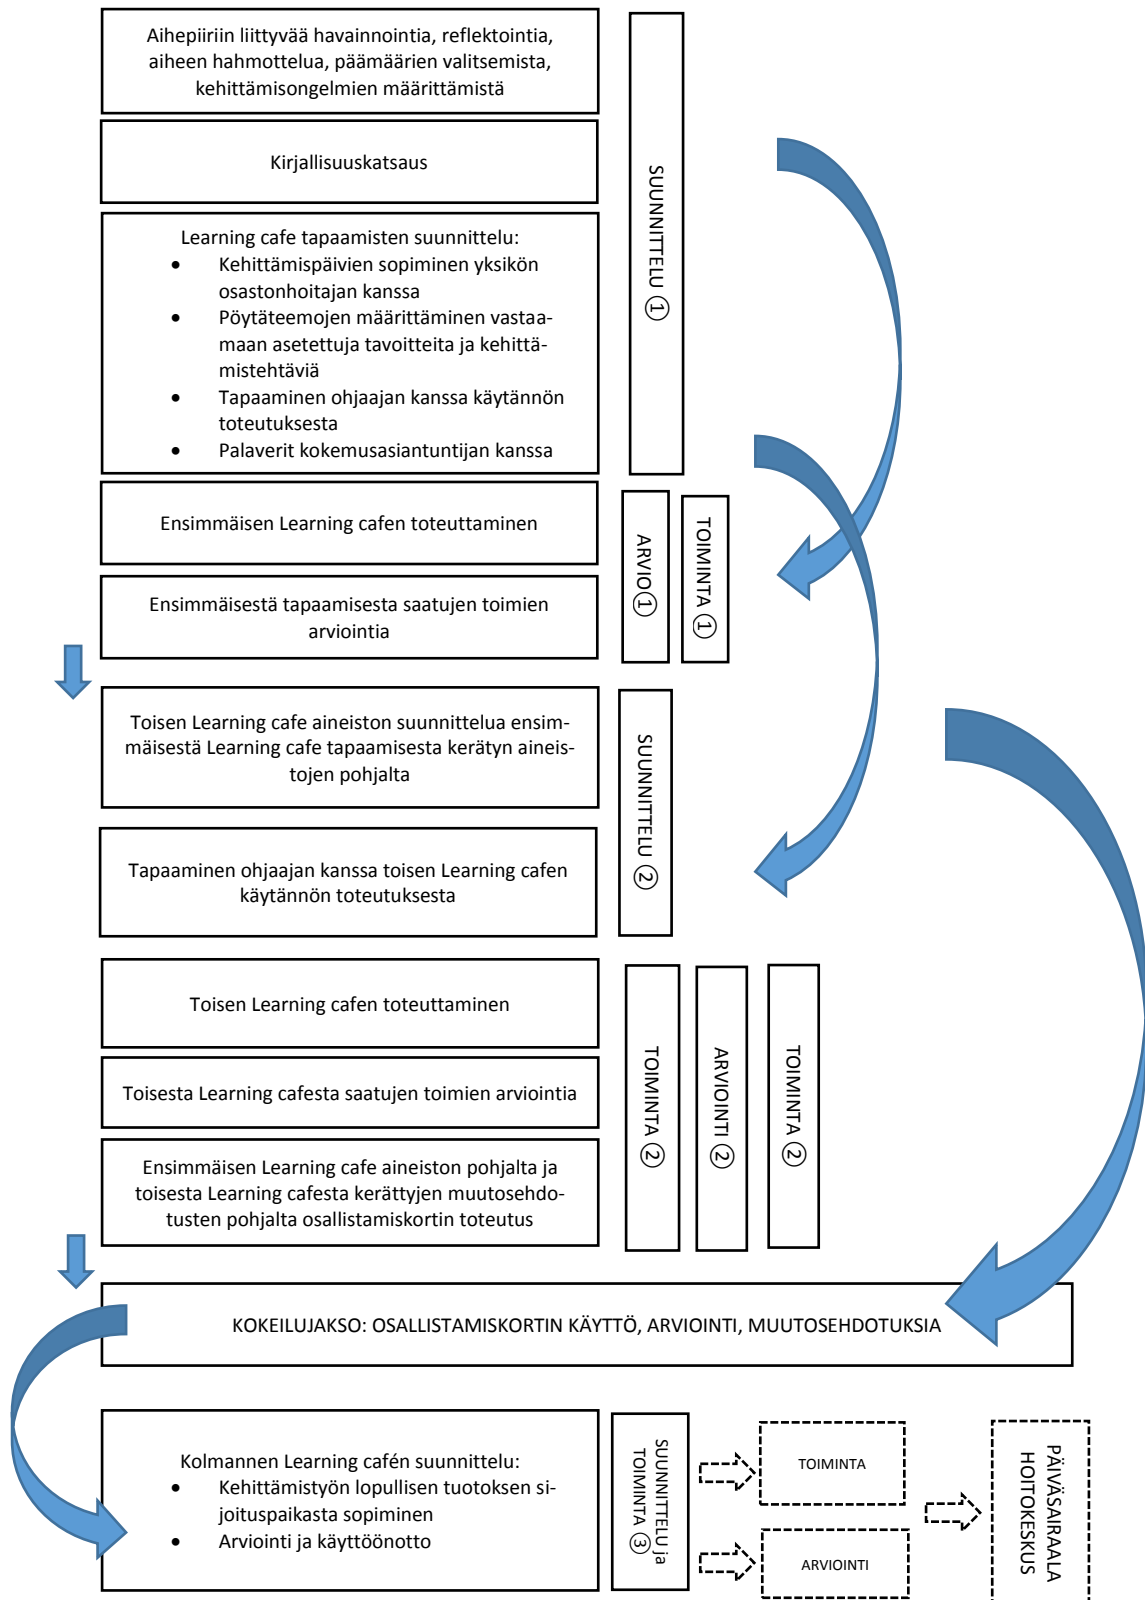 Aihepiiriin liittyvää havainnointia, reflektointia,
aiheen hahmottelua, päämäärien valitsemista,
kehittämisongelmien määrittämistä
Kirjallisuuskatsaus
Learning cafe tapaamisten suunnittelu:
• Kehittämispäivien sopiminen yksikön
osastonhoitajan kanssa
• Pöytäteemojen määrittäminen vastaa-
maan asetettuja tavoitteita ja kehittä-
mistehtäviä
• Tapaaminen ohjaajan kanssa käytännön
toteutuksesta
• Palaverit kokemusasiantuntijan kanssa
SUUNNITTELU ①
Ensimmäisen Learning cafen toteuttaminen
Ensimmäisestä tapaamisesta saatujen toimien
arviointia
ARVIO①
TOIMINTA ①
Toisen Learning cafe aineiston suunnittelua ensim-
mäisestä Learning cafe tapaamisesta kerätyn aineis-
tojen pohjalta
Tapaaminen ohjaajan kanssa toisen Learning cafen
käytännön toteutuksesta
SUUNNITTELU ②
Toisen Learning cafen toteuttaminen
Toisesta Learning cafesta saatujen toimien arviointia
Ensimmäisen Learning cafe aineiston pohjalta ja
toisesta Learning cafesta kerättyjen muutosehdo-
tusten pohjalta osallistamiskortin toteutus
TOIMINTA ②
ARVIOINTI ②
TOIMINTA ②
KOKEILUJAKSO: OSALLISTAMISKORTIN KÄYTTÖ, ARVIOINTI, MUUTOSEHDOTUKSIA
Kolmannen Learning cafén suunnittelu:
• Kehittämistyön lopullisen tuotoksen si-
joituspaikasta sopiminen
• Arviointi ja käyttöönotto
SUUNNITTELU ja
TOIMINTA ③
TOIMINTA
ARVIOINTI
PÄIVÄSAIRAALA
HOITOKESKUS